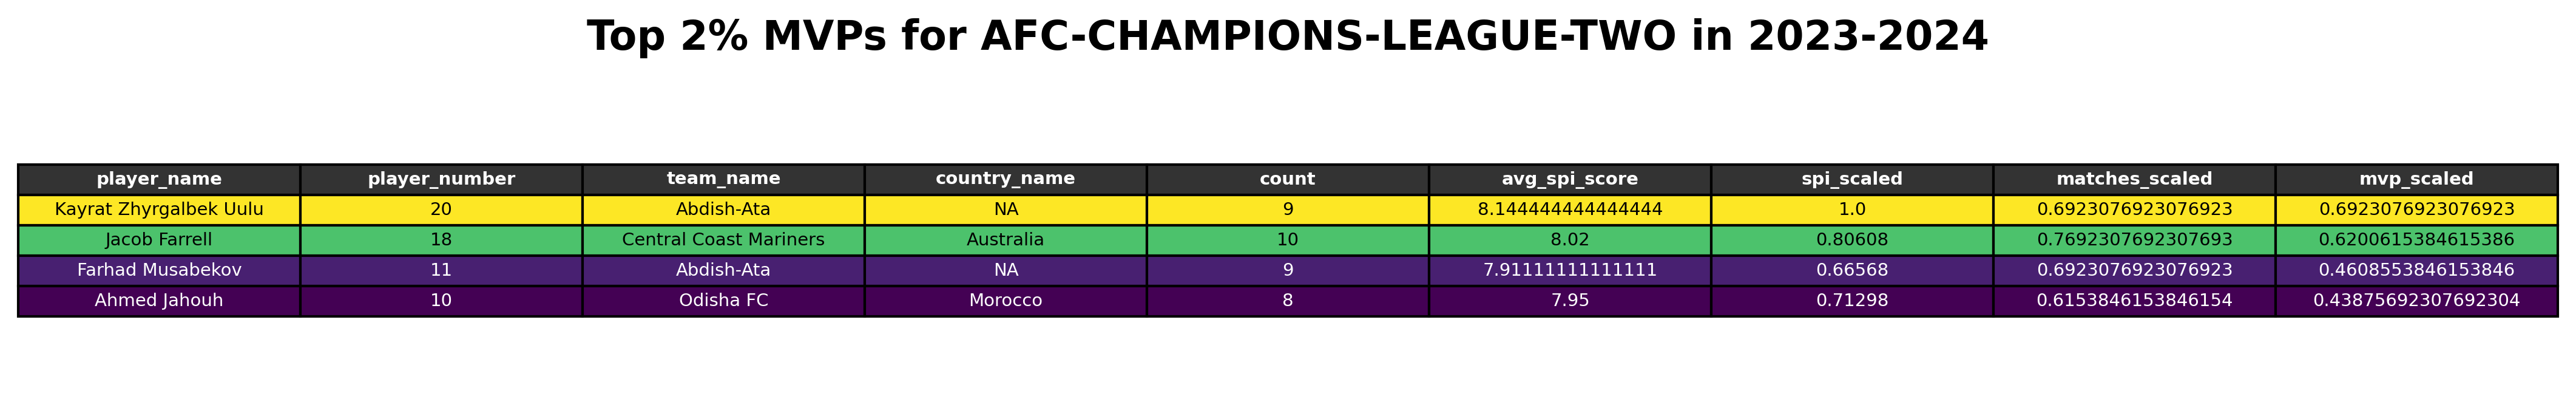 Top 2% MVPs for AFC-CHAMPIONS-LEAGUE-TWO in 2023-2024
player_name player_number team_name country_name count avg_spi_score spi_scaled matches_scaled mvp_scaled
Kayrat Zhyrgalbek Uulu 20 Abdish-Ata NA 9 8.144444444444444 1.0 0.6923076923076923 0.6923076923076923
Jacob Farrell 18 Central Coast Mariners Australia 10 8.02 0.80608 0.7692307692307693 0.6200615384615386
Farhad Musabekov 11 Abdish-Ata NA 9 7.91111111111111 0.66568 0.6923076923076923 0.4608553846153846
Ahmed Jahouh 10 Odisha FC Morocco 8 7.95 0.71298 0.6153846153846154 0.43875692307692304